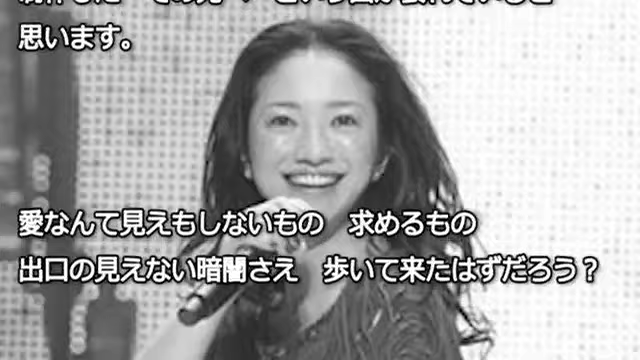 思います。
愛なんて見えもしないもの　求めるもの
出口の見えない暗闇さえ　歩いて来たはずだろう？